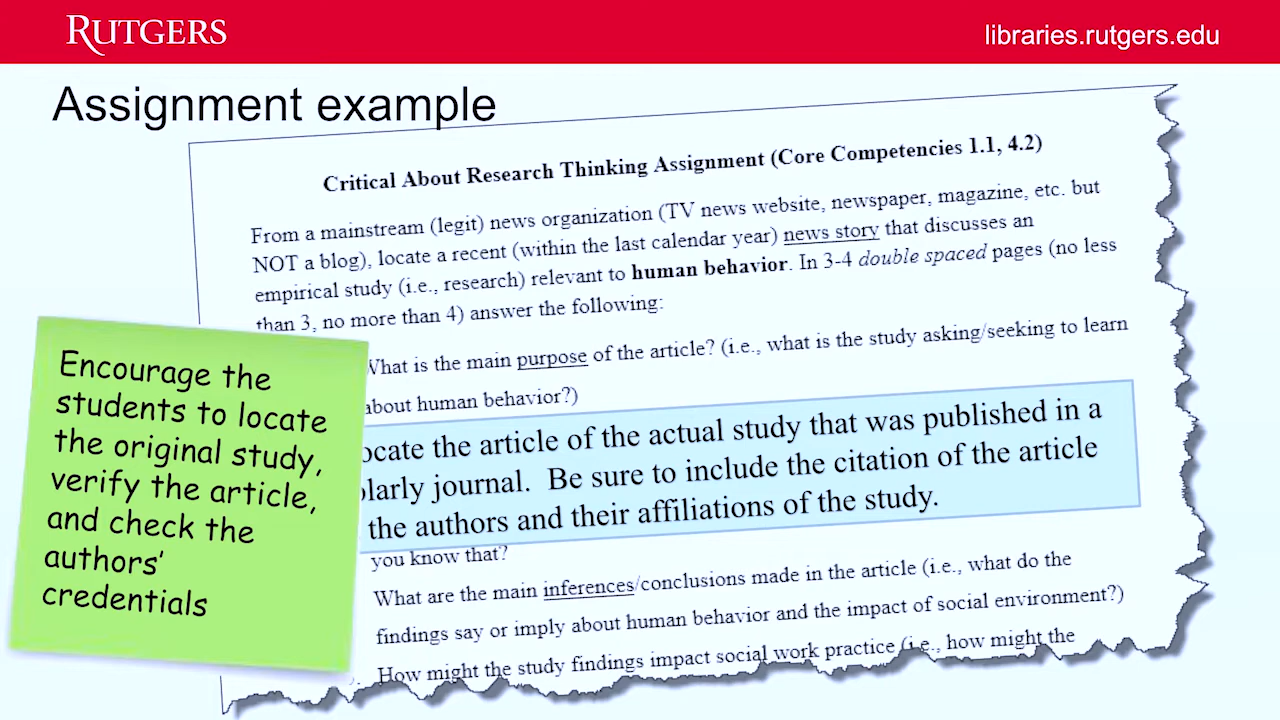 RUTGERS
libraries.rutgers.edu
Assignment example
Critical About Research Thinking Assignment (Core Competencies 1.1, 4.2)
From a mainstream (legit) news organization (TV news website, newspaper, magazine, etc. but
NOT a blog), locate a recent (within the last calendar year) news story that discusses an
empirical study (i.e., research) relevant to human behavior. In 3-4 double spaced pages (no less
than 3, no more than 4) answer the following:
What is the main purpose of the article? (i.e., what is the study asking/seeking to learn
about human behavior?)
ocate the article of the actual study that was published in a
olarly journal. Be sure to include the citation of the article
the authors and their affiliations of the study.
you know that?
What are the main inferences/conclusions made in the article (i.e., what do the
findings say or imply about human behavior and the impact of social environment?)
How might the study findings impact social work practice (i.e., how might the
Encourage the
students to locate
the original study,
verify the article,
and check the
authors'
credentials